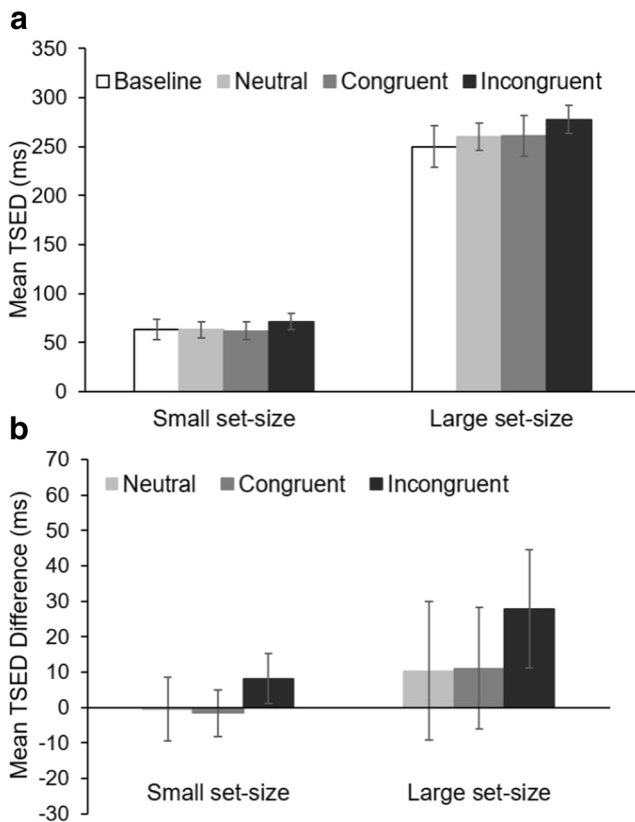 a
350
Baseline Neutral Congruent Incongruent
300
250
200
150
100
50
0
Mean TSED (ms)
Small set-size Large set-size
b
70
Neutral Congruent Incongruent
60
50
40
30
20
10
0
-10
-20
-30
Mean TSED Difference (ms)
Small set-size Large set-size